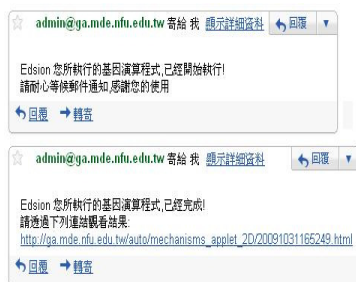 admin@ga.mde.nfu.edu.tw 寄給 我 顯示詳細資料 回覆
Edsion 您所執行的基因演算程式,已經開始執行!
請耐心等候郵件通知,感謝您的使用
回覆 轉寄
admin@ga.mde.nfu.edu.tw 寄給 我 顯示詳細資料 回覆
Edsion 您所執行的基因演算程式,已經完成!
請透過下列連結觀看結果:
http://ga.mde.nfu.edu.tw/auto/mechanisms_applet_2D/20091031165249.html
回覆 轉寄